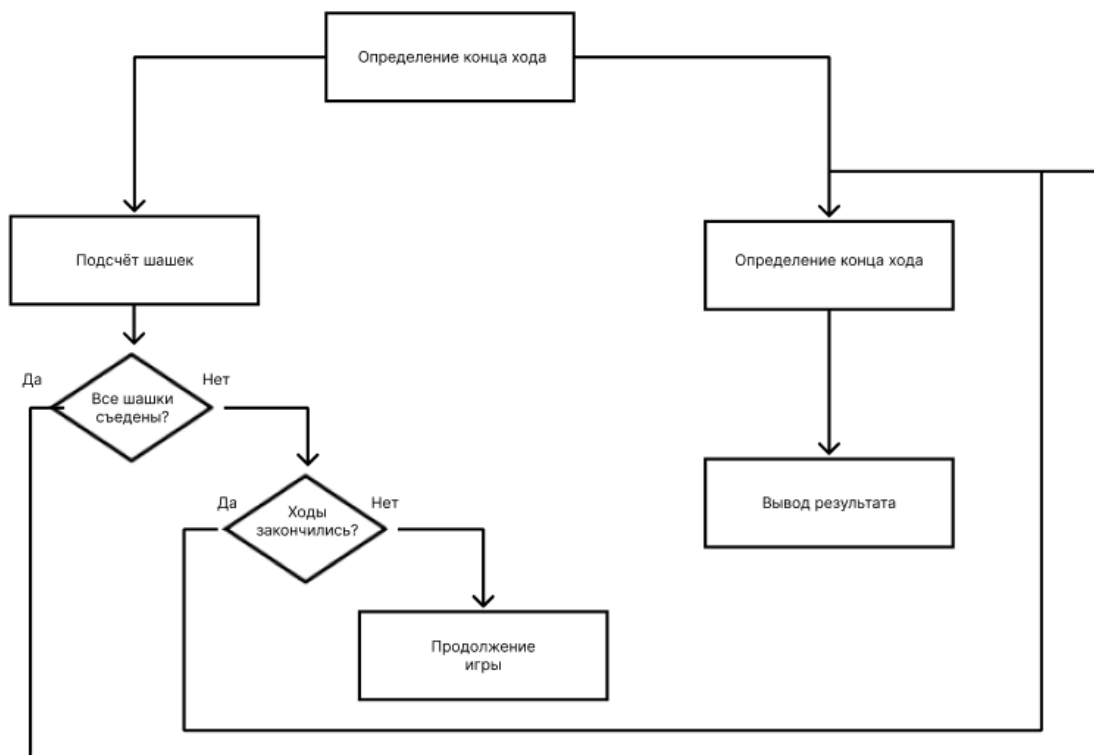 Определение конца хода
Подсчёт шашек
Определение конца хода
Да
Нет
Все шашки
съедены?
Да
Нет
Ходы
закончились?
Вывод результата
Продолжение
игры